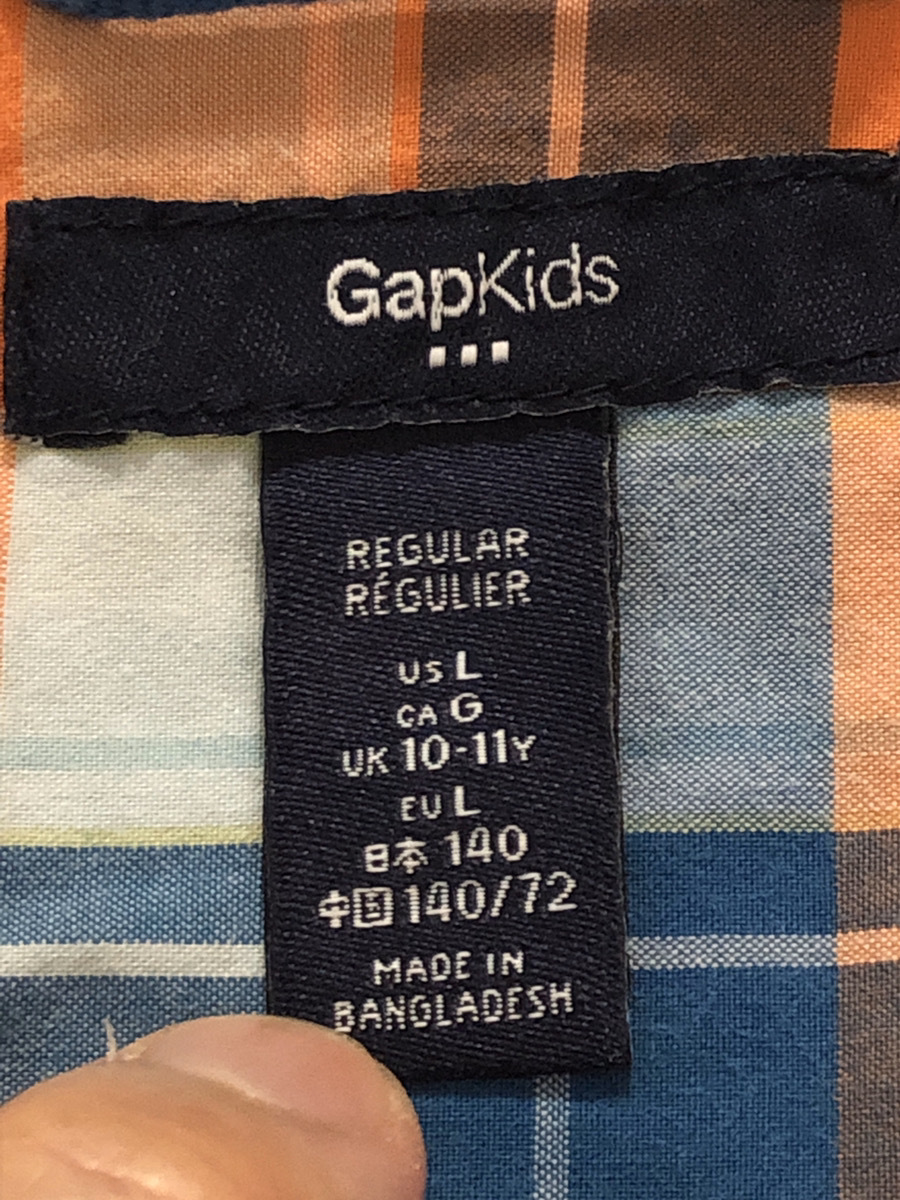 GapKids
REGULAR
RÉGULIER
US L
CA G
UK 10-11Y
EU L
日本 140
中国 140/72
MADE IN
BANGLADESH